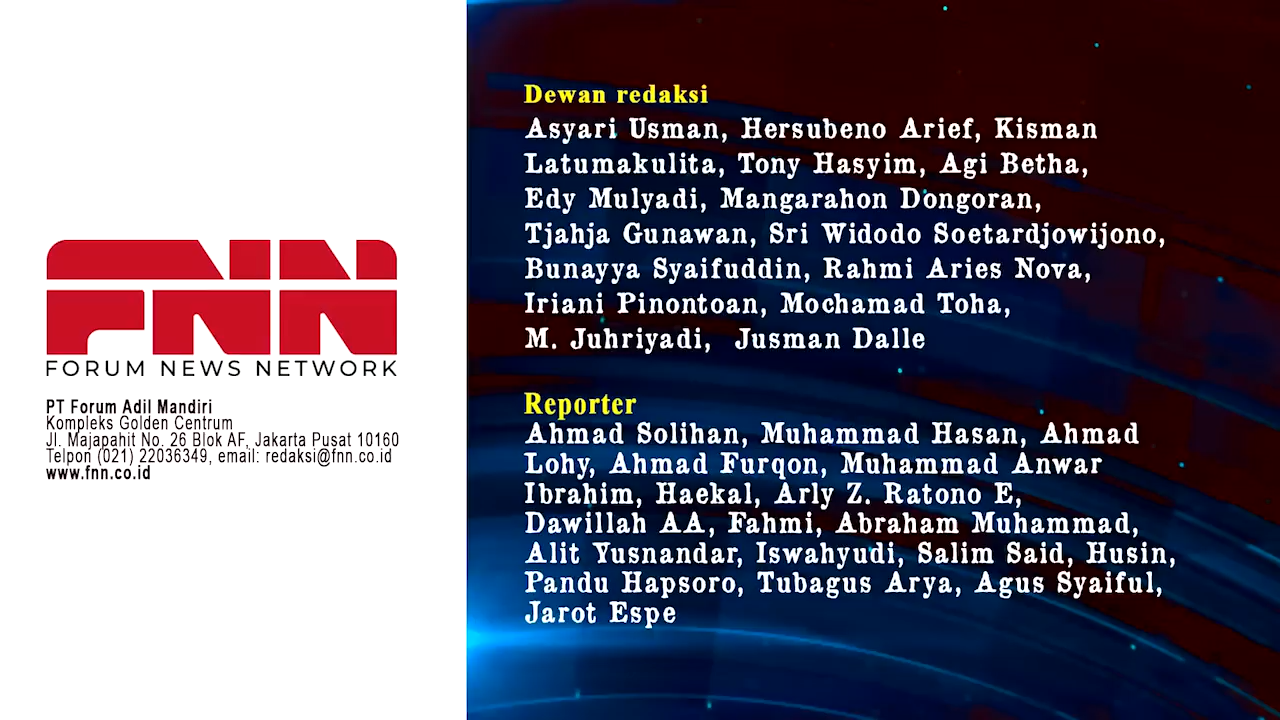 FNN
FORUM NEWS NETWORK
PT Forum Adil Mandiri
Kompleks Golden Centrum
Jl. Majapahit No. 26 Blok AF, Jakarta Pusat 10160
Telpon (021) 22036349, email: redaksi@fnn.co.id
www.fnn.co.id
Dewan redaksi
Asyari Usman, Hersubeno Arief, Kisman
Latumakulita, Tony Hasyim, Agi Betha,
Edy Mulyadi, Mangarahon Dongoran,
Tjahja Gunawan, Sri Widodo Soetardjowijono,
Bunayya Syaifuddin, Rahmi Aries Nova,
Iriani Pinontoan, Mochamad Toha,
M. Juhriyadi,  Jusman Dalle
Reporter
Ahmad Solihan, Muhammad Hasan, Ahmad
Lohy, Ahmad Furqon, Muhammad Anwar
Ibrahim, Haekal, Arly Z. Ratono E,
Dawillah AA, Fahmi, Abraham Muhammad,
Alit Yusnandar, Iswahyudi, Salim Said, Husin,
Pandu Hapsoro, Tubagus Arya, Agus Syaiful,
Jarot Espe